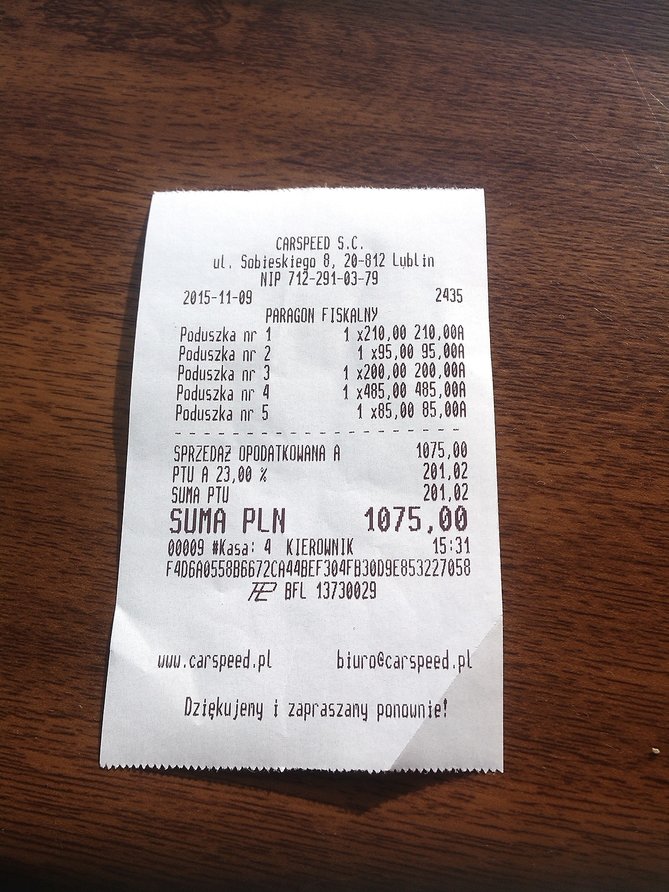 CARSPEED S.C.
ul. Sobieskiego 8, 20-812 Lublin
NIP 712-291-03-79
2015-11-09 2435
PARAGON FISKALNY
Poduszka nr 1 1 x210,00 210,00A
Poduszka nr 2 1 x95,00 95,00A
Poduszka nr 3 1 x200,00 200,00A
Poduszka nr 4 1 x485,00 485,00A
Poduszka nr 5 1 x85,00 85,00A
SPRZEDAŻ OPODATKOWANA A 1075,00
PTU A 23,00 % 201,02
SUMA PTU 201,02
SUMA PLN 1075,00
00009 #Kasa: 4 KIEROWNIK 15:31
F4D6A0558B6672CA44BEF304FB30D9E853227058
BFL 13730029
www.carspeed.pl biuro@carspeed.pl
Dziękujemy i zapraszany ponownie!